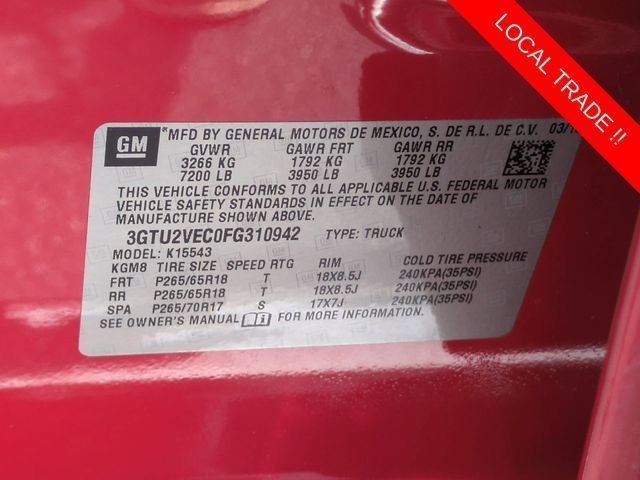 LOCAL TRADE !!
GM
*MFD BY GENERAL MOTORS DE MEXICO, S. DE R.L. DE C.V. 03/1
GVWR GAWR FRT GAWR RR
3266 KG 1792 KG 1792 KG
7200 LB 3950 LB 3950 LB
THIS VEHICLE CONFORMS TO ALL APPLICABLE U.S. FEDERAL MOTOR
VEHICLE SAFETY STANDARDS IN EFFECT ON THE DATE OF MANUFACTURE
SHOWN ABOVE.
3GTU2VEC0FG310942 TYPE: TRUCK
MODEL: K15543
KGM8 TIRE SIZE SPEED RTG RIM COLD TIRE PRESSURE
FRT P265/65R18 T 18X8.5J 240KPA(35PSI)
RR P265/65R18 T 18X8.5J 240KPA(35PSI)
SPA P265/70R17 S 17X7J 240KPA(35PSI)
SEE OWNER'S MANUAL FOR MORE INFORMATION.